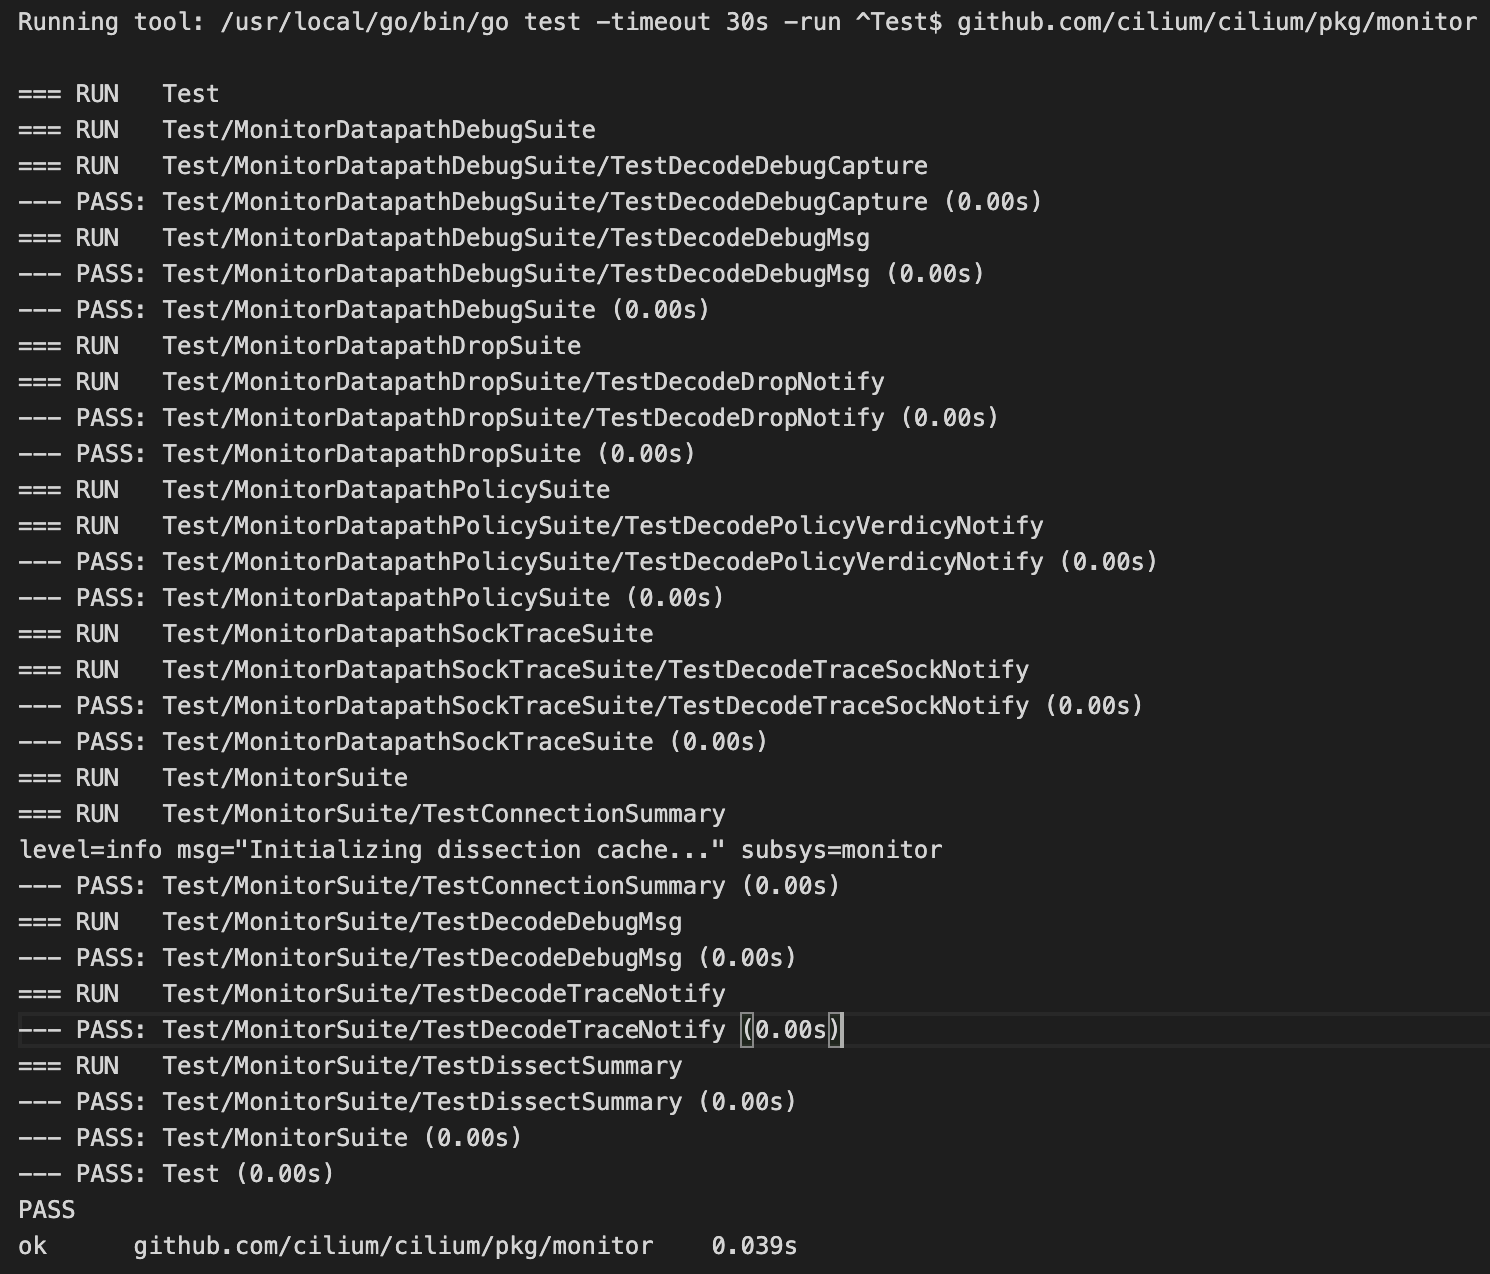 Running tool: /usr/local/go/bin/go test -timeout 30s -run ^Test$ github.com/cilium/cilium/pkg/monitor
=== RUN   Test
=== RUN   Test/MonitorDatapathDebugSuite
=== RUN   Test/MonitorDatapathDebugSuite/TestDecodeDebugCapture
--- PASS: Test/MonitorDatapathDebugSuite/TestDecodeDebugCapture (0.00s)
=== RUN   Test/MonitorDatapathDebugSuite/TestDecodeDebugMsg
--- PASS: Test/MonitorDatapathDebugSuite/TestDecodeDebugMsg (0.00s)
--- PASS: Test/MonitorDatapathDebugSuite (0.00s)
=== RUN   Test/MonitorDatapathDropSuite
=== RUN   Test/MonitorDatapathDropSuite/TestDecodeDropNotify
--- PASS: Test/MonitorDatapathDropSuite/TestDecodeDropNotify (0.00s)
--- PASS: Test/MonitorDatapathDropSuite (0.00s)
=== RUN   Test/MonitorDatapathPolicySuite
=== RUN   Test/MonitorDatapathPolicySuite/TestDecodePolicyVerdicyNotify
--- PASS: Test/MonitorDatapathPolicySuite/TestDecodePolicyVerdicyNotify (0.00s)
--- PASS: Test/MonitorDatapathPolicySuite (0.00s)
=== RUN   Test/MonitorDatapathSockTraceSuite
=== RUN   Test/MonitorDatapathSockTraceSuite/TestDecodeTraceSockNotify
--- PASS: Test/MonitorDatapathSockTraceSuite/TestDecodeTraceSockNotify (0.00s)
--- PASS: Test/MonitorDatapathSockTraceSuite (0.00s)
=== RUN   Test/MonitorSuite
=== RUN   Test/MonitorSuite/TestConnectionSummary
level=info msg="Initializing dissection cache..." subsys=monitor
--- PASS: Test/MonitorSuite/TestConnectionSummary (0.00s)
=== RUN   Test/MonitorSuite/TestDecodeDebugMsg
--- PASS: Test/MonitorSuite/TestDecodeDebugMsg (0.00s)
=== RUN   Test/MonitorSuite/TestDecodeTraceNotify
--- PASS: Test/MonitorSuite/TestDecodeTraceNotify (0.00s)
=== RUN   Test/MonitorSuite/TestDissectSummary
--- PASS: Test/MonitorSuite/TestDissectSummary (0.00s)
--- PASS: Test/MonitorSuite (0.00s)
--- PASS: Test (0.00s)
PASS
ok      github.com/cilium/cilium/pkg/monitor    0.039s